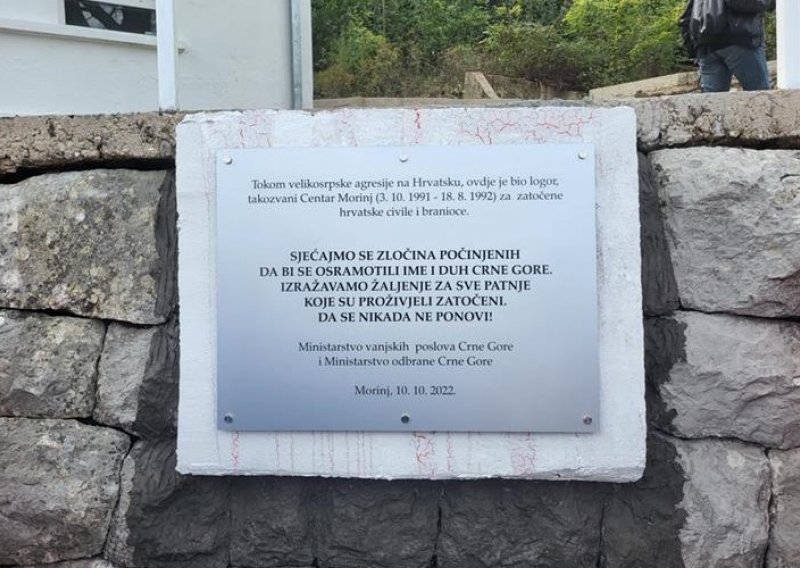 Tokom velikosrpske agresije na Hrvatsku, ovdje je bio logor,
takozvani Centar Morinj (3. 10. 1991 - 18. 8. 1992) za zatočene
hrvatske civile i branioce.
SJEĆAJMO SE ZLOČINA POČINJENIH
DA BI SE OSRAMOTILI IME I DUH CRNE GORE.
IZRAŽAVAMO ŽALJENJE ZA SVE PATNJE
KOJE SU PROŽIVJELI ZATOČENI.
DA SE NIKADA NE PONOVI!
Ministarstvo vanjskih poslova Crne Gore
i Ministarstvo odbrane Crne Gore
Morinj, 10. 10. 2022.